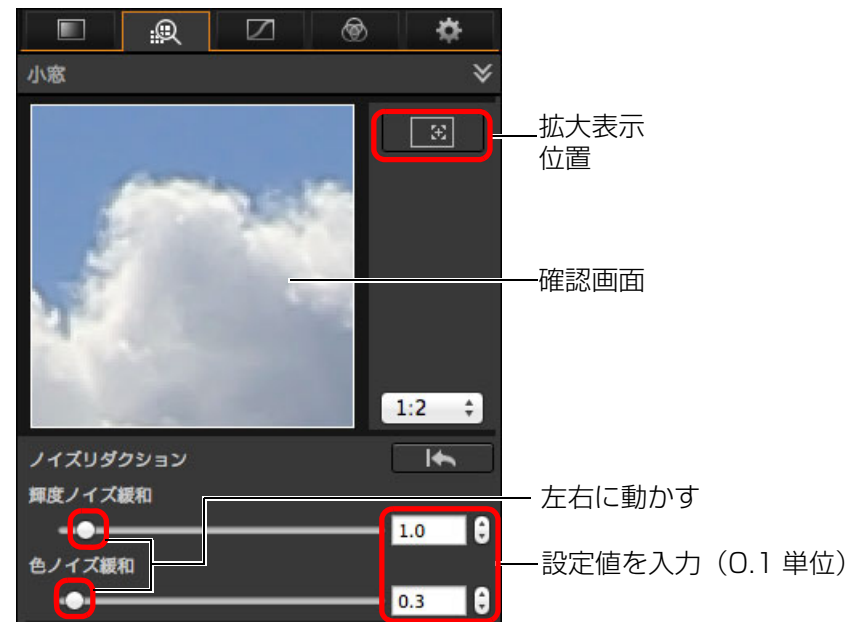 小窓
拡大表示
位置
確認画面
1:2
ノイズリダクション
輝度ノイズ緩和
左右に動かす
1.0
設定値を入力（0.1 単位）
色ノイズ緩和
0.3